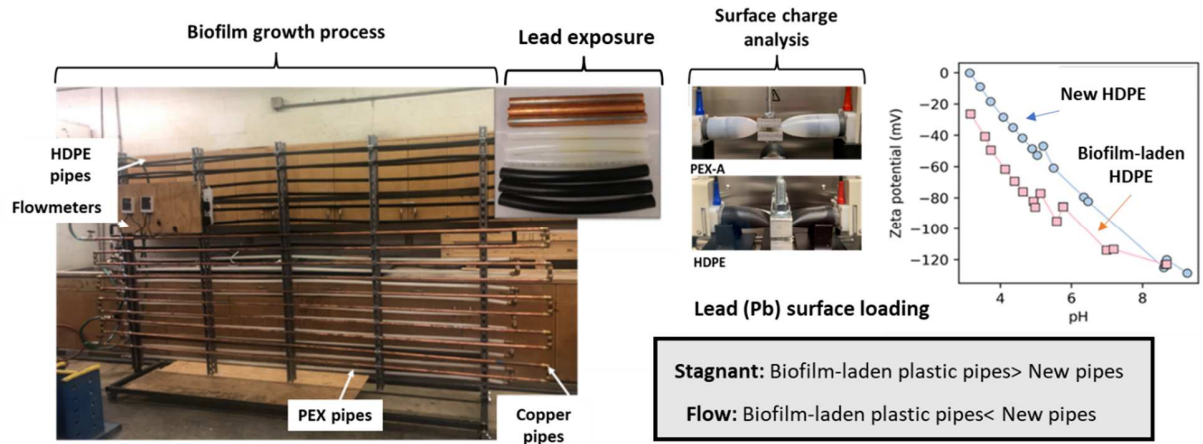 Biofilm growth process
Lead exposure
Surface charge
analysis
HDPE
pipes
Flowmeters
PEX pipes
Copper
pipes
PEX-A
HDPE
0
−20
−40
−60
−80
−100
−120
Zeta potential (mV)
New HDPE
Biofilm-laden
HDPE
4
6
8
pH
Lead (Pb) surface loading
Stagnant: Biofilm-laden plastic pipes> New pipes
Flow: Biofilm-laden plastic pipes< New pipes